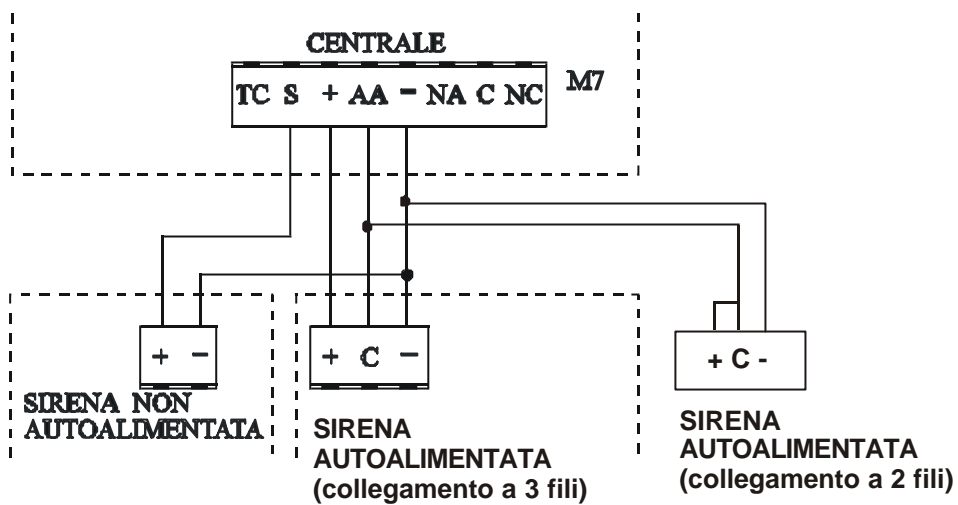 CENTRALE
TC S + AA - NA C NC
M7
+ -
+ C -
+ C -
SIRENA NON
AUTOALIMENTATA
SIRENA
AUTOALIMENTATA
(collegamento a 3 fili)
SIRENA
AUTOALIMENTATA
(collegamento a 2 fili)